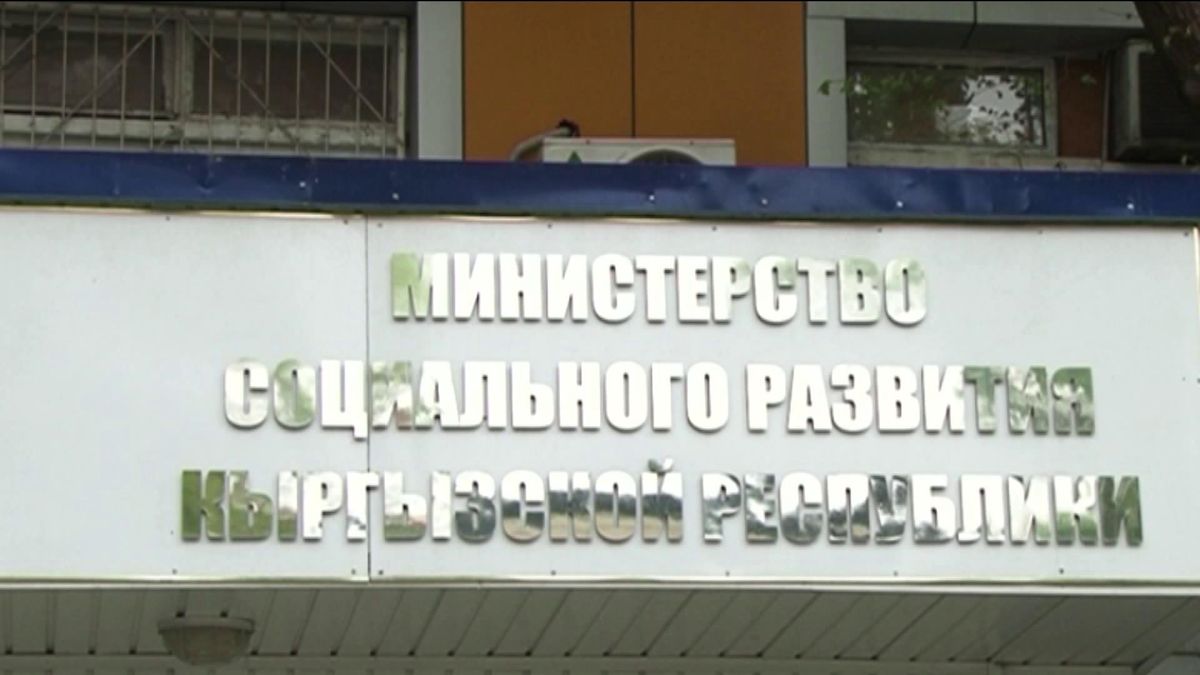 МИНИСТЕРСТВО
СОЦИАЛЬНОГО РАЗВИТИЯ
КЫРГЫЗСКОЙ РЕСПУБЛИКИ